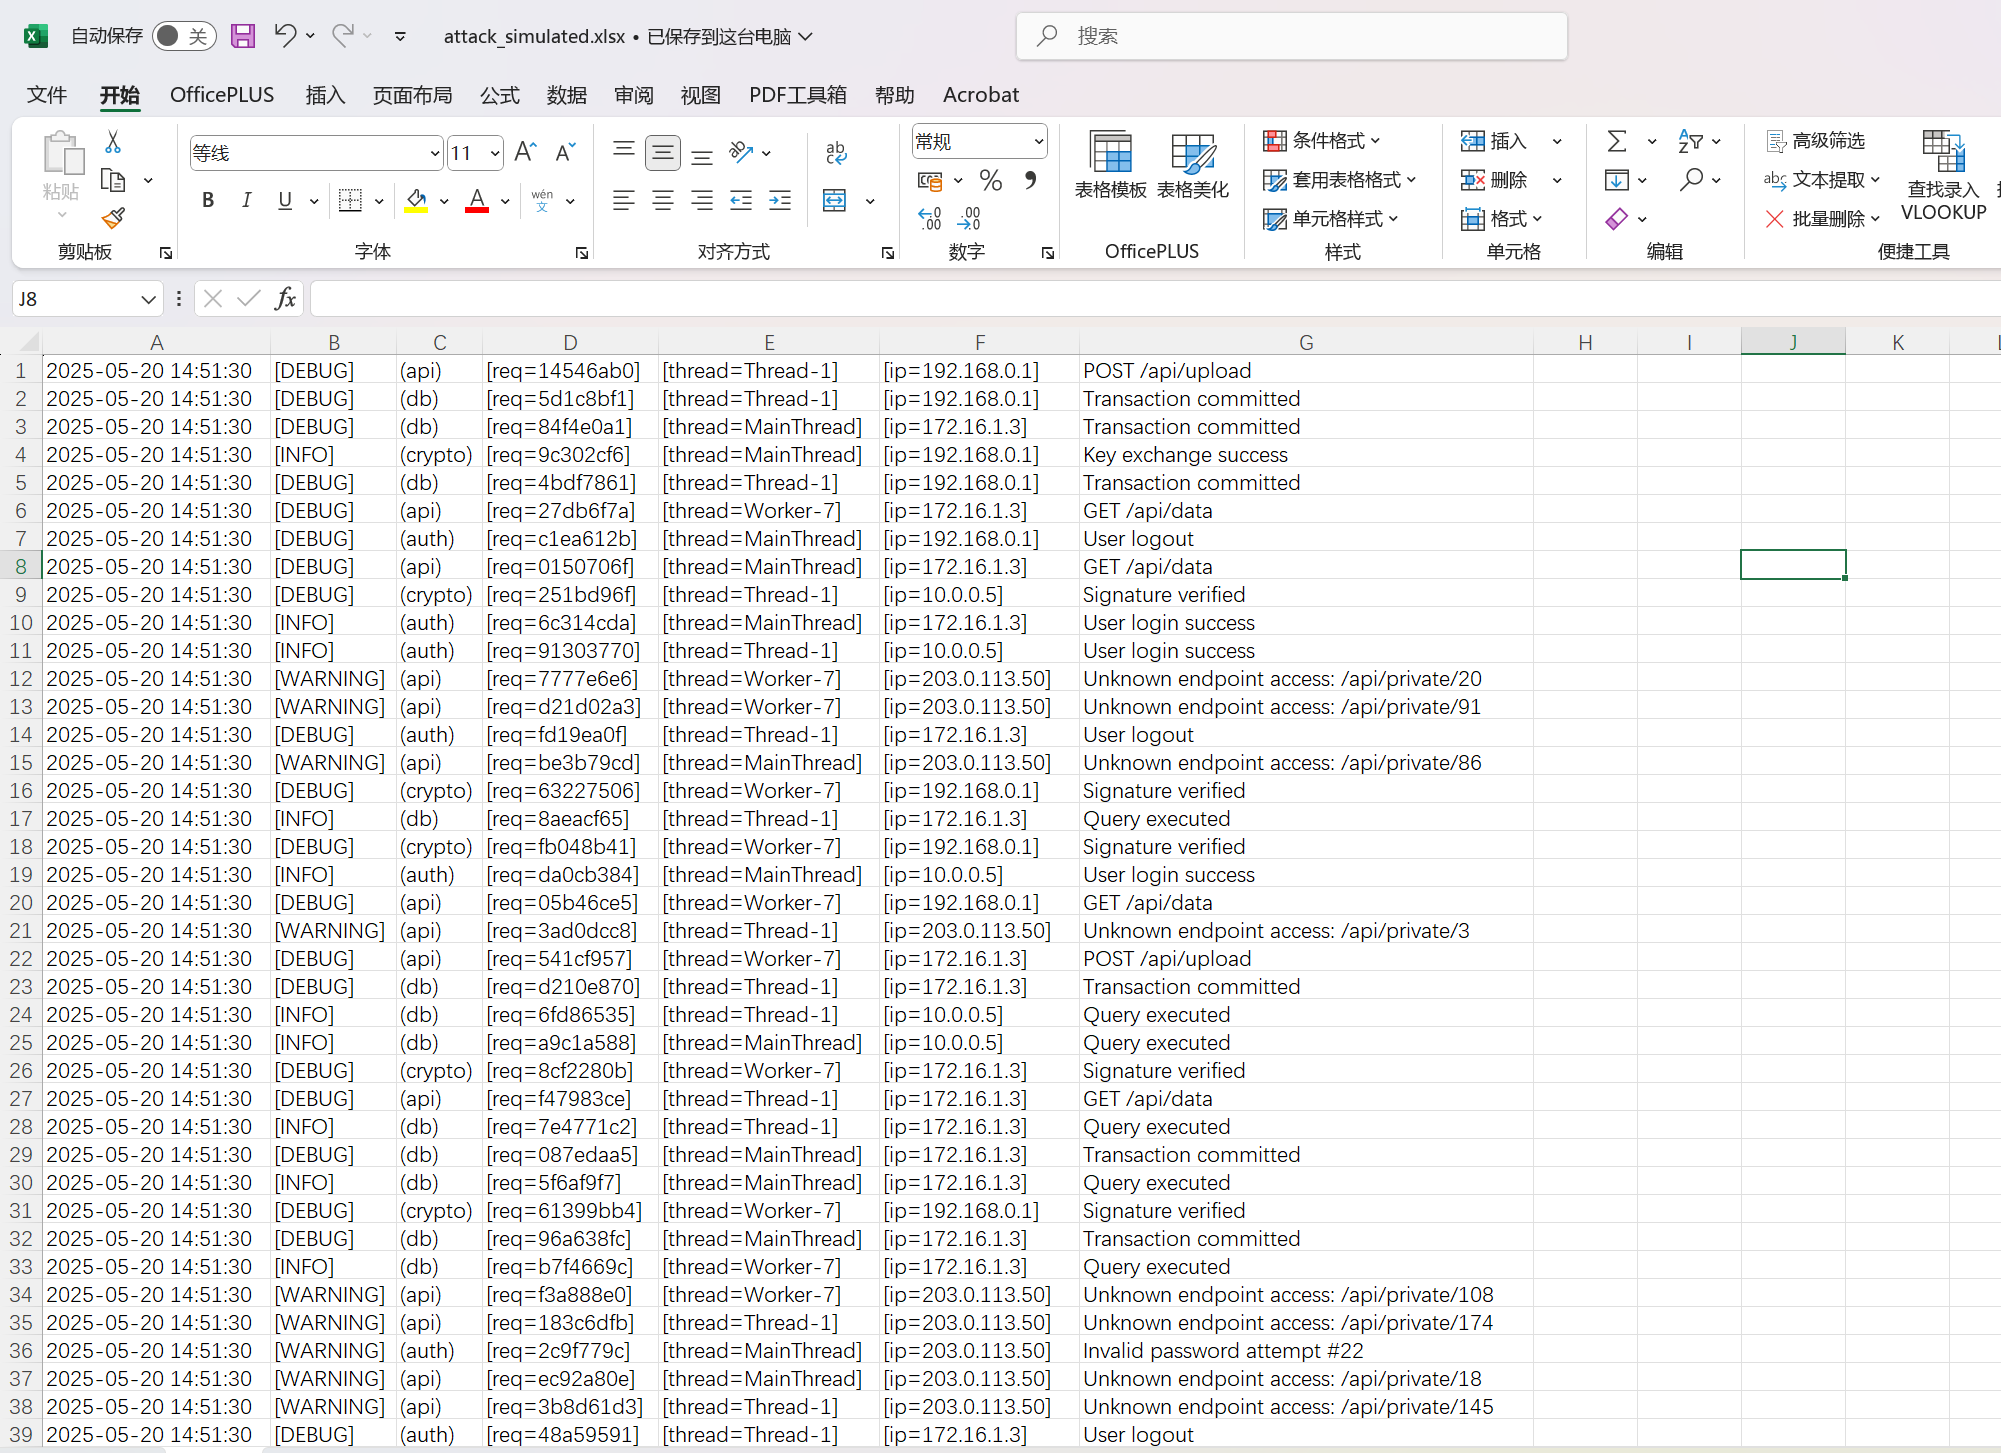 自动保存 关 attack_simulated.xlsx • 已保存到这台电脑 搜索
文件 开始 OfficePLUS 插入 页面布局 公式 数据 审阅 视图 PDF工具箱 帮助 Acrobat
粘贴 等线 11 常规 表格模板 表格美化 条件格式 套用表格格式 单元格样式 插入 删除 格式 高级筛选 文本提取 批量删除 查找录入 VLOOKUP
B I U A wén 文 ab
剪贴板 字体 对齐方式 数字 OfficePLUS 样式 单元格 编辑 便捷工具
J8 fx
A B C D E F G H I J K L
1 2025-05-20 14:51:30 [DEBUG] (api) [req=14546ab0] [thread=Thread-1] [ip=192.168.0.1] POST /api/upload
2 2025-05-20 14:51:30 [DEBUG] (db) [req=5d1c8bf1] [thread=Thread-1] [ip=192.168.0.1] Transaction committed
3 2025-05-20 14:51:30 [DEBUG] (db) [req=84f4e0a1] [thread=MainThread] [ip=172.16.1.3] Transaction committed
4 2025-05-20 14:51:30 [INFO] (crypto) [req=9c302cf6] [thread=MainThread] [ip=192.168.0.1] Key exchange success
5 2025-05-20 14:51:30 [DEBUG] (db) [req=4bdf7861] [thread=Thread-1] [ip=192.168.0.1] Transaction committed
6 2025-05-20 14:51:30 [DEBUG] (api) [req=27db6f7a] [thread=Worker-7] [ip=172.16.1.3] GET /api/data
7 2025-05-20 14:51:30 [DEBUG] (auth) [req=c1ea612b] [thread=MainThread] [ip=192.168.0.1] User logout
8 2025-05-20 14:51:30 [DEBUG] (api) [req=0150706f] [thread=MainThread] [ip=172.16.1.3] GET /api/data
9 2025-05-20 14:51:30 [DEBUG] (crypto) [req=251bd96f] [thread=Thread-1] [ip=10.0.0.5] Signature verified
10 2025-05-20 14:51:30 [INFO] (auth) [req=6c314cda] [thread=MainThread] [ip=172.16.1.3] User login success
11 2025-05-20 14:51:30 [INFO] (auth) [req=91303770] [thread=Thread-1] [ip=10.0.0.5] User login success
12 2025-05-20 14:51:30 [WARNING] (api) [req=7777e6e6] [thread=Worker-7] [ip=203.0.113.50] Unknown endpoint access: /api/private/20
13 2025-05-20 14:51:30 [WARNING] (api) [req=d21d02a3] [thread=Worker-7] [ip=203.0.113.50] Unknown endpoint access: /api/private/91
14 2025-05-20 14:51:30 [DEBUG] (auth) [req=fd19ea0f] [thread=Thread-1] [ip=172.16.1.3] User logout
15 2025-05-20 14:51:30 [WARNING] (api) [req=be3b79cd] [thread=MainThread] [ip=203.0.113.50] Unknown endpoint access: /api/private/86
16 2025-05-20 14:51:30 [DEBUG] (crypto) [req=63227506] [thread=Worker-7] [ip=192.168.0.1] Signature verified
17 2025-05-20 14:51:30 [INFO] (db) [req=8aeacf65] [thread=Thread-1] [ip=172.16.1.3] Query executed
18 2025-05-20 14:51:30 [DEBUG] (crypto) [req=fb048b41] [thread=Worker-7] [ip=192.168.0.1] Signature verified
19 2025-05-20 14:51:30 [INFO] (auth) [req=da0cb384] [thread=MainThread] [ip=10.0.0.5] User login success
20 2025-05-20 14:51:30 [DEBUG] (api) [req=05b46ce5] [thread=Worker-7] [ip=192.168.0.1] GET /api/data
21 2025-05-20 14:51:30 [WARNING] (api) [req=3ad0dcc8] [thread=Thread-1] [ip=203.0.113.50] Unknown endpoint access: /api/private/3
22 2025-05-20 14:51:30 [DEBUG] (api) [req=541cf957] [thread=Worker-7] [ip=172.16.1.3] POST /api/upload
23 2025-05-20 14:51:30 [DEBUG] (db) [req=d210e870] [thread=Thread-1] [ip=172.16.1.3] Transaction committed
24 2025-05-20 14:51:30 [INFO] (db) [req=6fd86535] [thread=Thread-1] [ip=10.0.0.5] Query executed
25 2025-05-20 14:51:30 [INFO] (db) [req=a9c1a588] [thread=MainThread] [ip=10.0.0.5] Query executed
26 2025-05-20 14:51:30 [DEBUG] (crypto) [req=8cf2280b] [thread=Worker-7] [ip=172.16.1.3] Signature verified
27 2025-05-20 14:51:30 [DEBUG] (api) [req=f47983ce] [thread=Thread-1] [ip=172.16.1.3] GET /api/data
28 2025-05-20 14:51:30 [INFO] (db) [req=7e4771c2] [thread=Thread-1] [ip=172.16.1.3] Query executed
29 2025-05-20 14:51:30 [DEBUG] (db) [req=087edaa5] [thread=MainThread] [ip=172.16.1.3] Transaction committed
30 2025-05-20 14:51:30 [INFO] (db) [req=5f6af9f7] [thread=MainThread] [ip=172.16.1.3] Query executed
31 2025-05-20 14:51:30 [DEBUG] (crypto) [req=61399bb4] [thread=Worker-7] [ip=192.168.0.1] Signature verified
32 2025-05-20 14:51:30 [DEBUG] (db) [req=96a638fc] [thread=MainThread] [ip=172.16.1.3] Transaction committed
33 2025-05-20 14:51:30 [INFO] (db) [req=b7f4669c] [thread=Worker-7] [ip=172.16.1.3] Query executed
34 2025-05-20 14:51:30 [WARNING] (api) [req=f3a888e0] [thread=Worker-7] [ip=203.0.113.50] Unknown endpoint access: /api/private/108
35 2025-05-20 14:51:30 [WARNING] (api) [req=183c6dfb] [thread=Thread-1] [ip=203.0.113.50] Unknown endpoint access: /api/private/174
36 2025-05-20 14:51:30 [WARNING] (auth) [req=2c9f779c] [thread=MainThread] [ip=203.0.113.50] Invalid password attempt #22
37 2025-05-20 14:51:30 [WARNING] (api) [req=ec92a80e] [thread=MainThread] [ip=203.0.113.50] Unknown endpoint access: /api/private/18
38 2025-05-20 14:51:30 [WARNING] (api) [req=3b8d61d3] [thread=Thread-1] [ip=203.0.113.50] Unknown endpoint access: /api/private/145
39 2025-05-20 14:51:30 [DEBUG] (auth) [req=48a59591] [thread=Thread-1] [ip=172.16.1.3] User logout